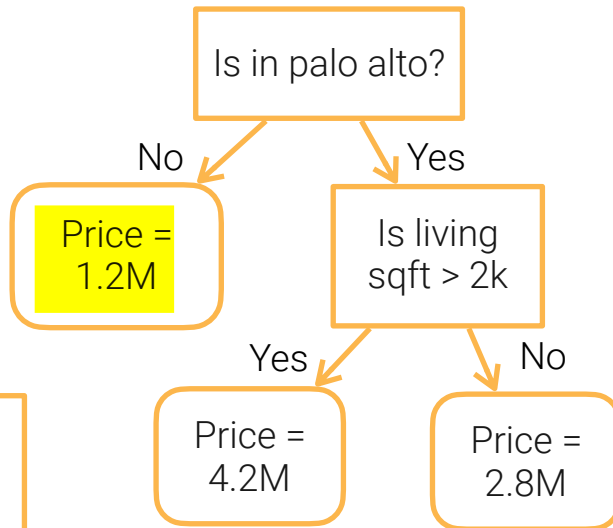 Is in palo alto?
No
Yes
Price =
1.2M
Is living
sqft > 2k
Yes
No
Price =
4.2M
Price =
2.8M